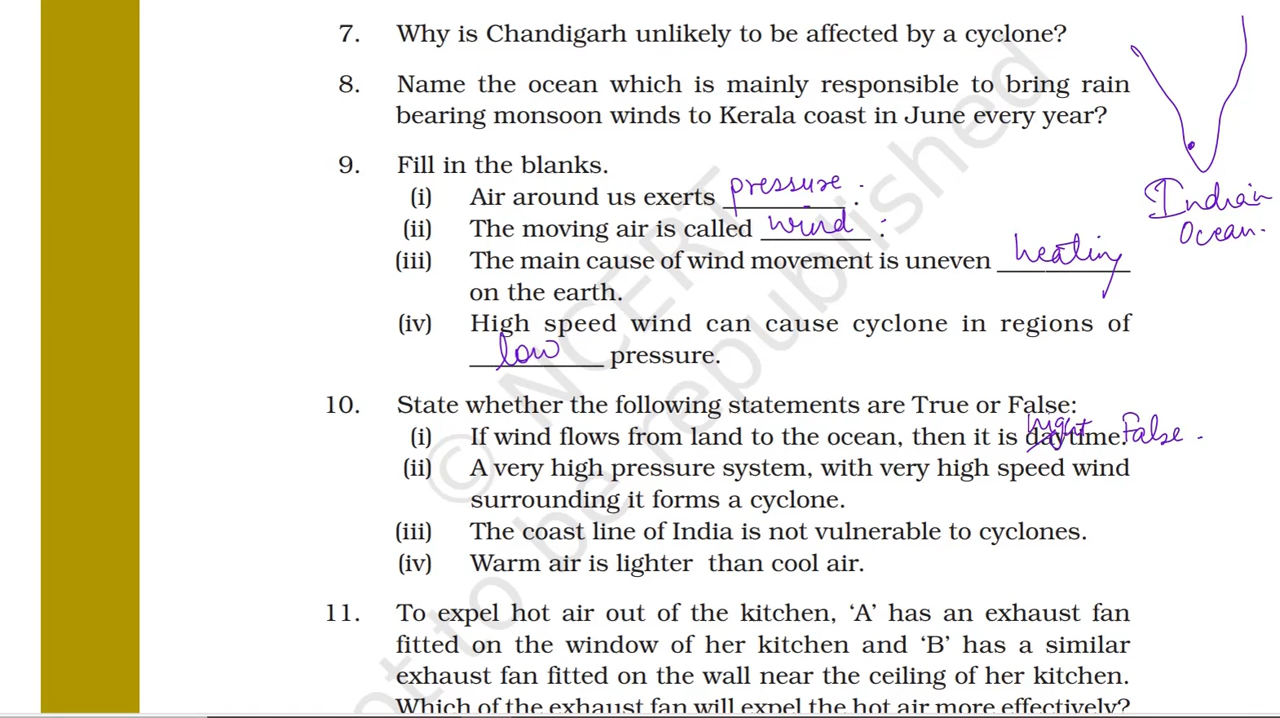 7. Why is Chandigarh unlikely to be affected by a cyclone?
8. Name the ocean which is mainly responsible to bring rain
bearing monsoon winds to Kerala coast in June every year?
Indian
Ocean.
9. Fill in the blanks.
(i) Air around us exerts pressure.
(ii) The moving air is called wind.
(iii) The main cause of wind movement is uneven heating
on the earth.
(iv) High speed wind can cause cyclone in regions of
low pressure.
10. State whether the following statements are True or False:
(i) If wind flows from land to the ocean, then it is daytime. night False.
(ii) A very high pressure system, with very high speed wind
surrounding it forms a cyclone.
(iii) The coast line of India is not vulnerable to cyclones.
(iv) Warm air is lighter than cool air.
11. To expel hot air out of the kitchen, ‘A’ has an exhaust fan
fitted on the window of her kitchen and ‘B’ has a similar
exhaust fan fitted on the wall near the ceiling of her kitchen.
Which of the exhaust fan will expel the hot air more effectively?
© NCERT
not to be republished